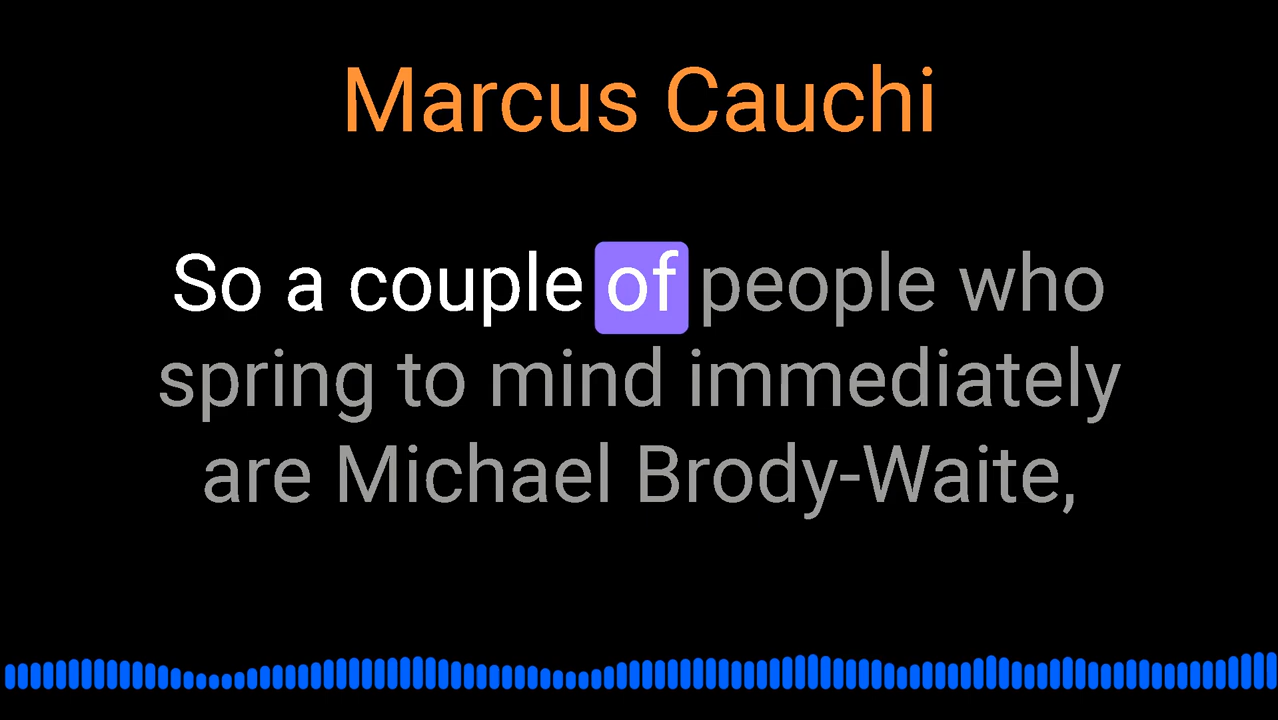 Marcus Cauchi
So a couple of people who
spring to mind immediately
are Michael Brody-Waite,